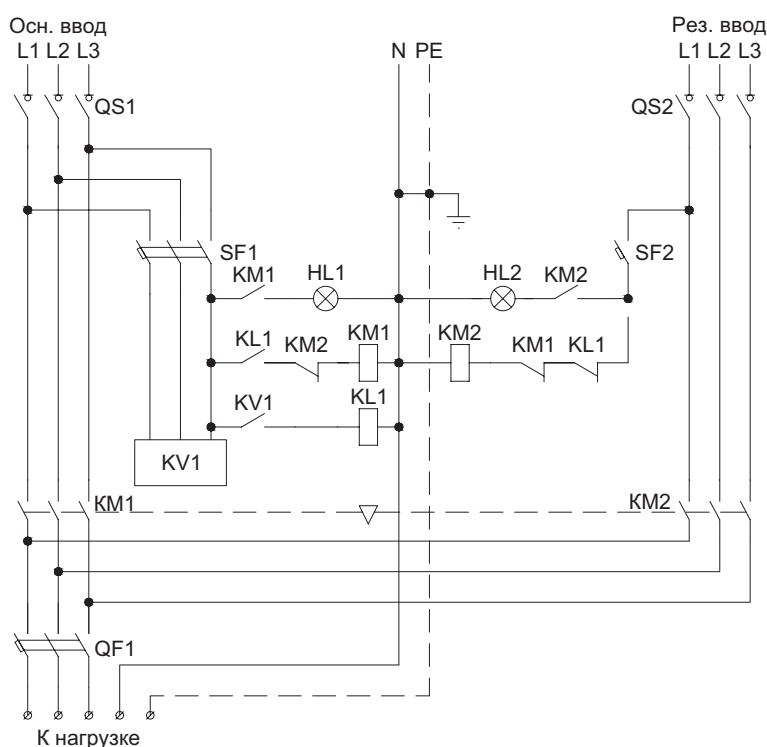 Осн. ввод
Рез. ввод
L1 L2 L3
N PE
L1 L2 L3
QS1
QS2
SF1
SF2
KM1
HL1
HL2
KM2
KL1
KM2
KM1
KM2
KM1
KL1
KV1
KL1
KV1
KM1
KM2
QF1
К нагрузке